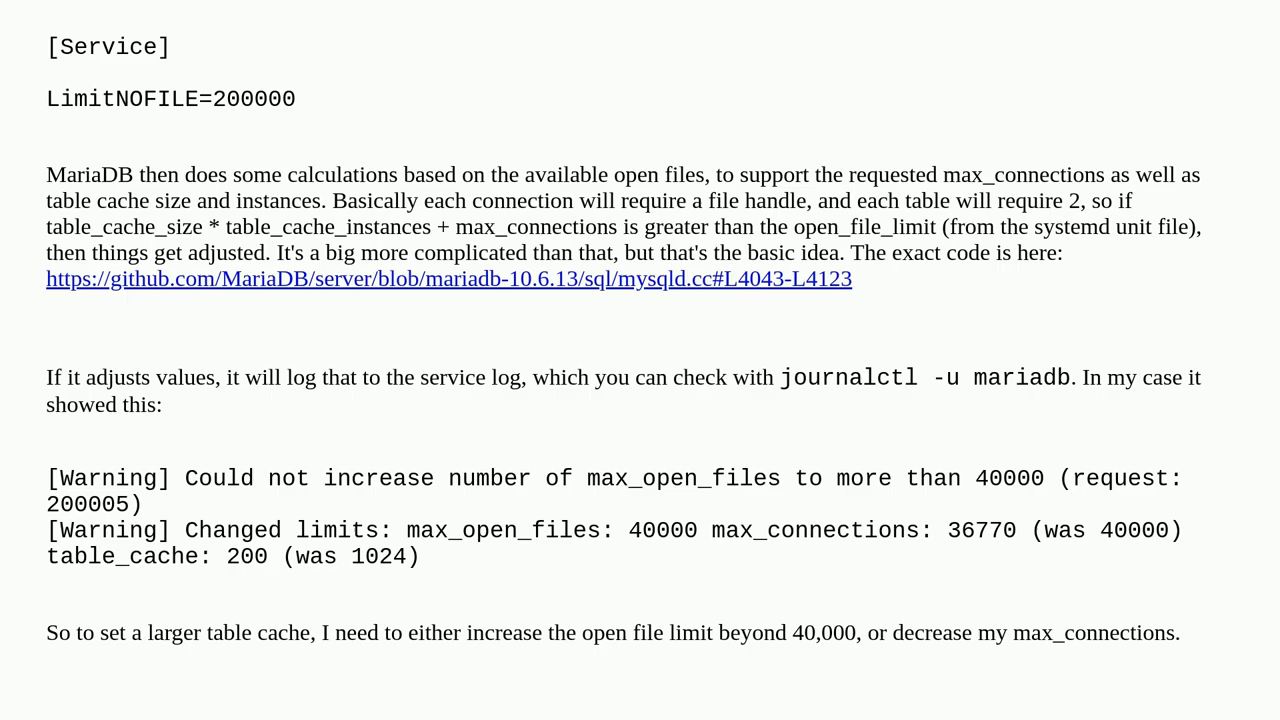 [Service]
LimitNOFILE=200000
MariaDB then does some calculations based on the available open files, to support the requested max_connections as well as
table cache size and instances. Basically each connection will require a file handle, and each table will require 2, so if
table_cache_size * table_cache_instances + max_connections is greater than the open_file_limit (from the systemd unit file),
then things get adjusted. It's a big more complicated than that, but that's the basic idea. The exact code is here:
https://github.com/MariaDB/server/blob/mariadb-10.6.13/sql/mysqld.cc#L4043-L4123
If it adjusts values, it will log that to the service log, which you can check with journalctl -u mariadb. In my case it
showed this:
[Warning] Could not increase number of max_open_files to more than 40000 (request:
200005)
[Warning] Changed limits: max_open_files: 40000 max_connections: 36770 (was 40000)
table_cache: 200 (was 1024)
So to set a larger table cache, I need to either increase the open file limit beyond 40,000, or decrease my max_connections.